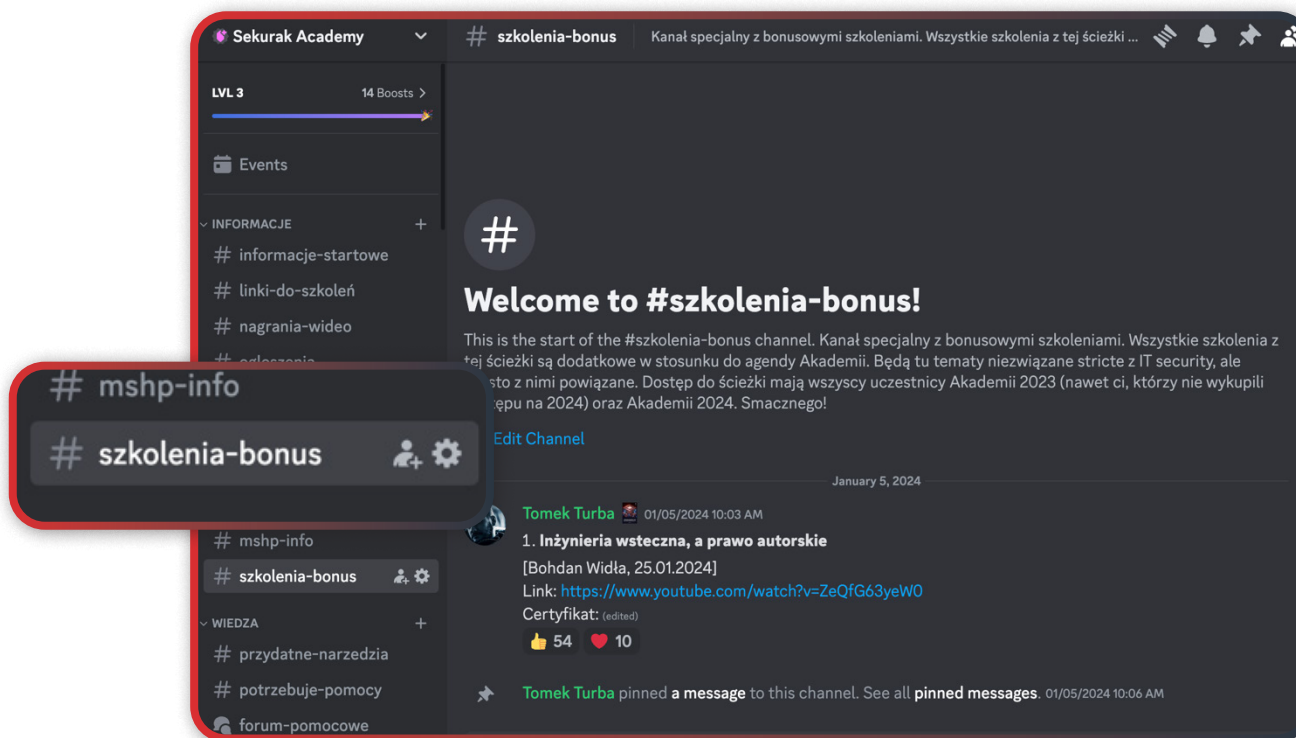 Sekurak Academy
LVL 3
14 Boosts
Events
INFORMACJE
# informacje-startowe
# linki-do-szkoleń
# nagrania-wideo
# mshp-info
# szkolenia-bonus
# mshp-info
# szkolenia-bonus
WIEDZA
# przydatne-narzedzia
# potrzebuje-pomocy
forum-pomocowe
# szkolenia-bonus
Kanał specjalny z bonusowymi szkoleniami. Wszystkie szkolenia z tej ścieżki ...
#
Welcome to #szkolenia-bonus!
This is the start of the #szkolenia-bonus channel. Kanał specjalny z bonusowymi szkoleniami. Wszystkie szkolenia z
tej ścieżki są dodatkowe w stosunku do agendy Akademii. Będą tu tematy niezwiązane stricte z IT security, ale
z nimi powiązane. Dostęp do ścieżki mają wszyscy uczestnicy Akademii 2023 (nawet ci, którzy nie wykupili
na 2024) oraz Akademii 2024. Smacznego!
Edit Channel
January 5, 2024
Tomek Turba 01/05/2024 10:03 AM
1. Inżynieria wsteczna, a prawo autorskie
[Bohdan Widła, 25.01.2024]
Link: https://www.youtube.com/watch?v=ZeQfG63yeW0
Certyfikat: (edited)
54
10
Tomek Turba pinned a message to this channel. See all pinned messages. 01/05/2024 10:06 AM